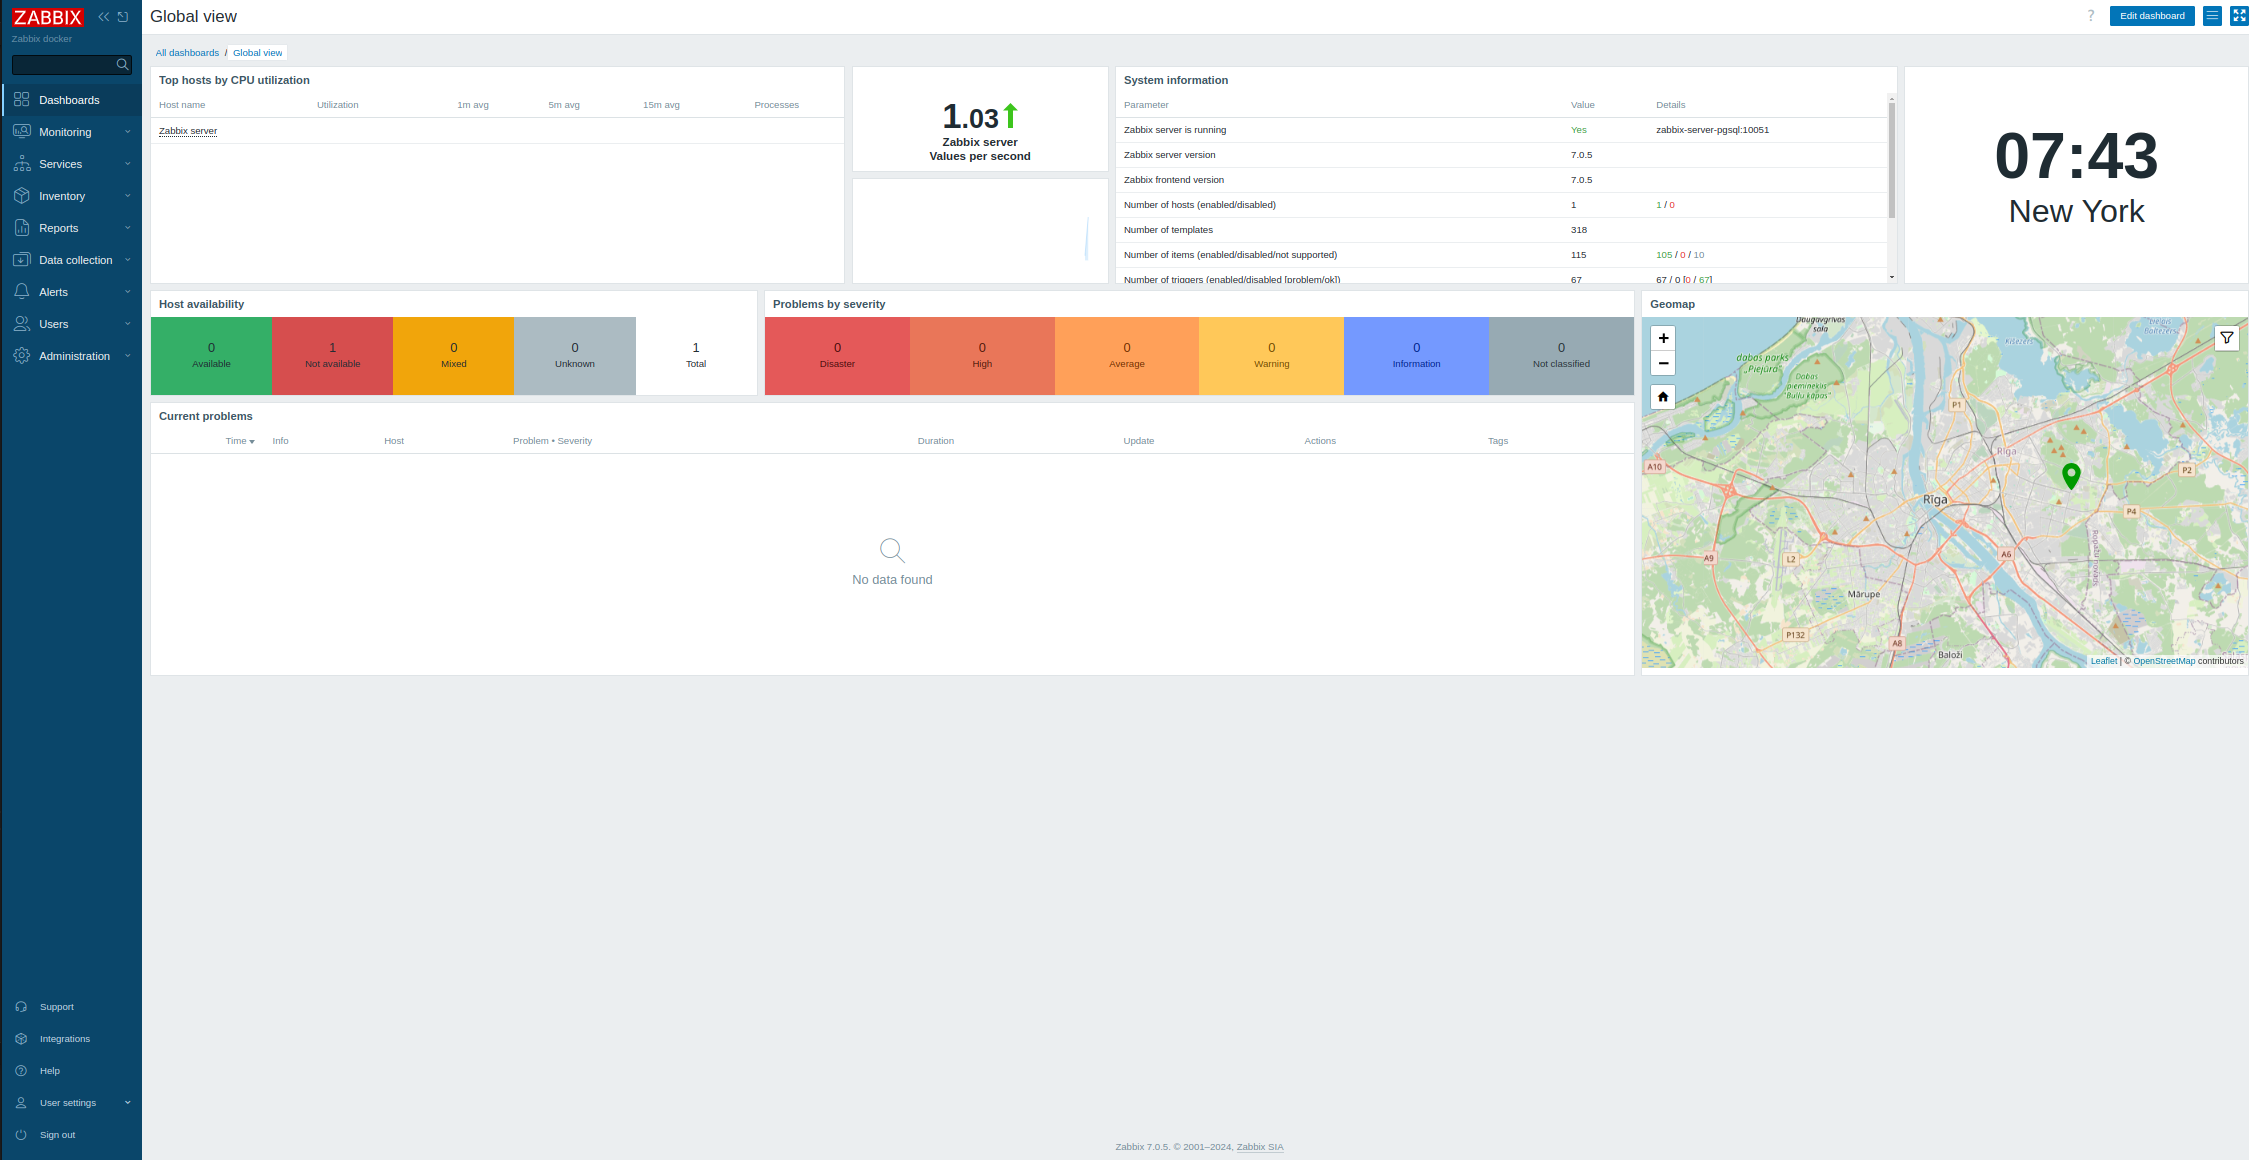 ZABBIX
Zabbix docker
Dashboards
Monitoring
Services
Inventory
Reports
Data collection
Alerts
Users
Administration
Support
Integrations
Help
User settings
Sign out
Global view
? Edit dashboard
All dashboards / Global view
Top hosts by CPU utilization
Host name Utilization 1m avg 5m avg 15m avg Processes
Zabbix server
1.03
Zabbix server
Values per second
System information
Parameter Value Details
Zabbix server is running Yes zabbix-server-pgsql:10051
Zabbix server version 7.0.5
Zabbix frontend version 7.0.5
Number of hosts (enabled/disabled) 1 1 / 0
Number of templates 318
Number of items (enabled/disabled/not supported) 115 105 / 0 / 10
Number of triggers (enabled/disabled [problem/ok]) 67 67 / 0 [0 / 67]
07:43
New York
Host availability
0 1 0 0 1
Available Not available Mixed Unknown Total
Problems by severity
0 0 0 0 0 0
Disaster High Average Warning Information Not classified
Current problems
Time Info Host Problem • Severity Duration Update Actions Tags
No data found
Geomap
+
−
Daugavgrīvas
sala
dabas parks
„Piejūra"
Dabas
piemineklis
"Buļļu kāpas"
Ķīšezers
P1
Rīga
A10
P2
Rīga
P4
A9
L2
A6
Mārupe
P132
A8
Baloži
Leaflet | © OpenStreetMap contributors
Zabbix 7.0.5. © 2001–2024, Zabbix SIA